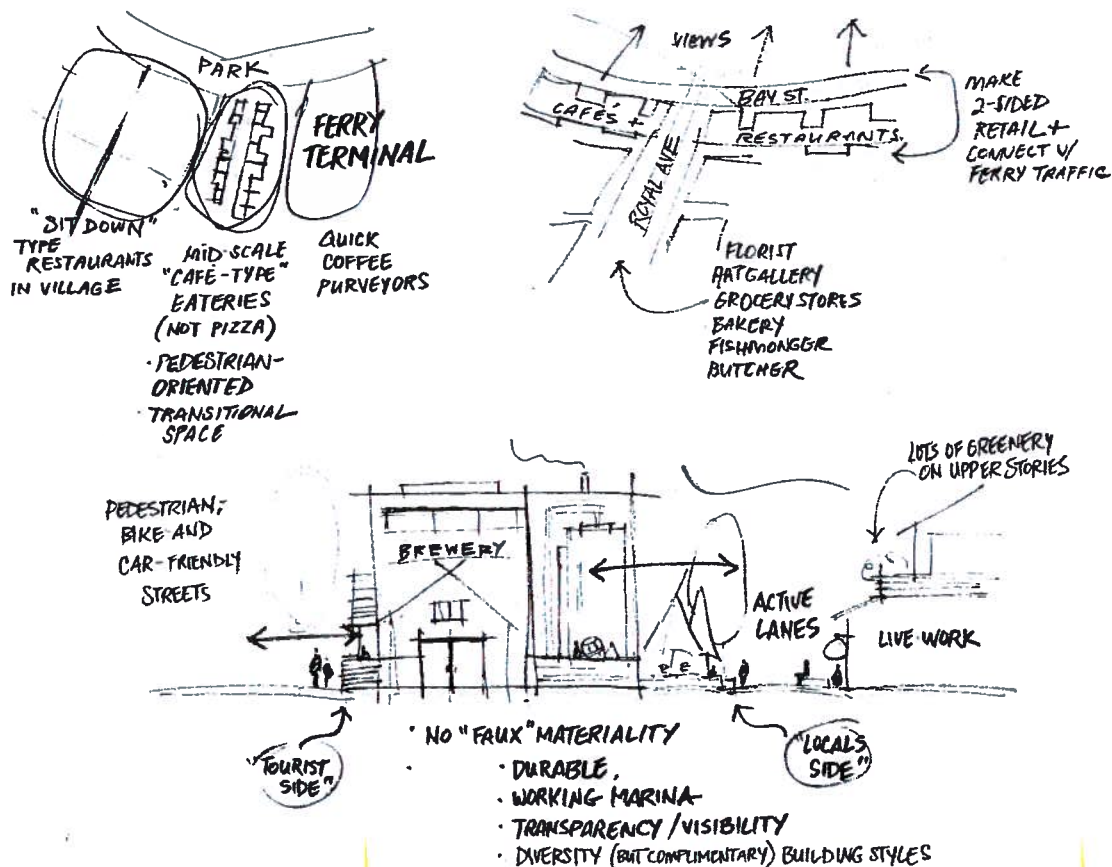 PARK
FERRY
TERMINAL
"SIT DOWN"
TYPE
RESTAURANTS
IN VILLAGE
MID-SCALE
"CAFÉ-TYPE"
EATERIES
(NOT PIZZA)
· PEDESTRIAN-
ORIENTED
· TRANSITIONAL
SPACE
QUICK
COFFEE
PURVEYORS
VIEWS
BAY ST.
CAFÉS +
RESTAURANTS.
ROYAL AVE
MAKE
2-SIDED
RETAIL +
CONNECT W/
FERRY TRAFFIC
FLORIST
ART GALLERY
GROCERY STORES
BAKERY
FISHMONGER
BUTCHER
LOTS OF GREENERY
ON UPPER STORIES
PEDESTRIAN,
BIKE AND
CAR-FRIENDLY
STREETS
BREWERY
ACTIVE
LANES
LIVE WORK
"TOURIST
SIDE"
"LOCALS
SIDE"
· NO "FAUX" MATERIALITY
· DURABLE,
· WORKING MARINA
· TRANSPARENCY / VISIBILITY
· DIVERSITY (BUT COMPLIMENTARY) BUILDING STYLES